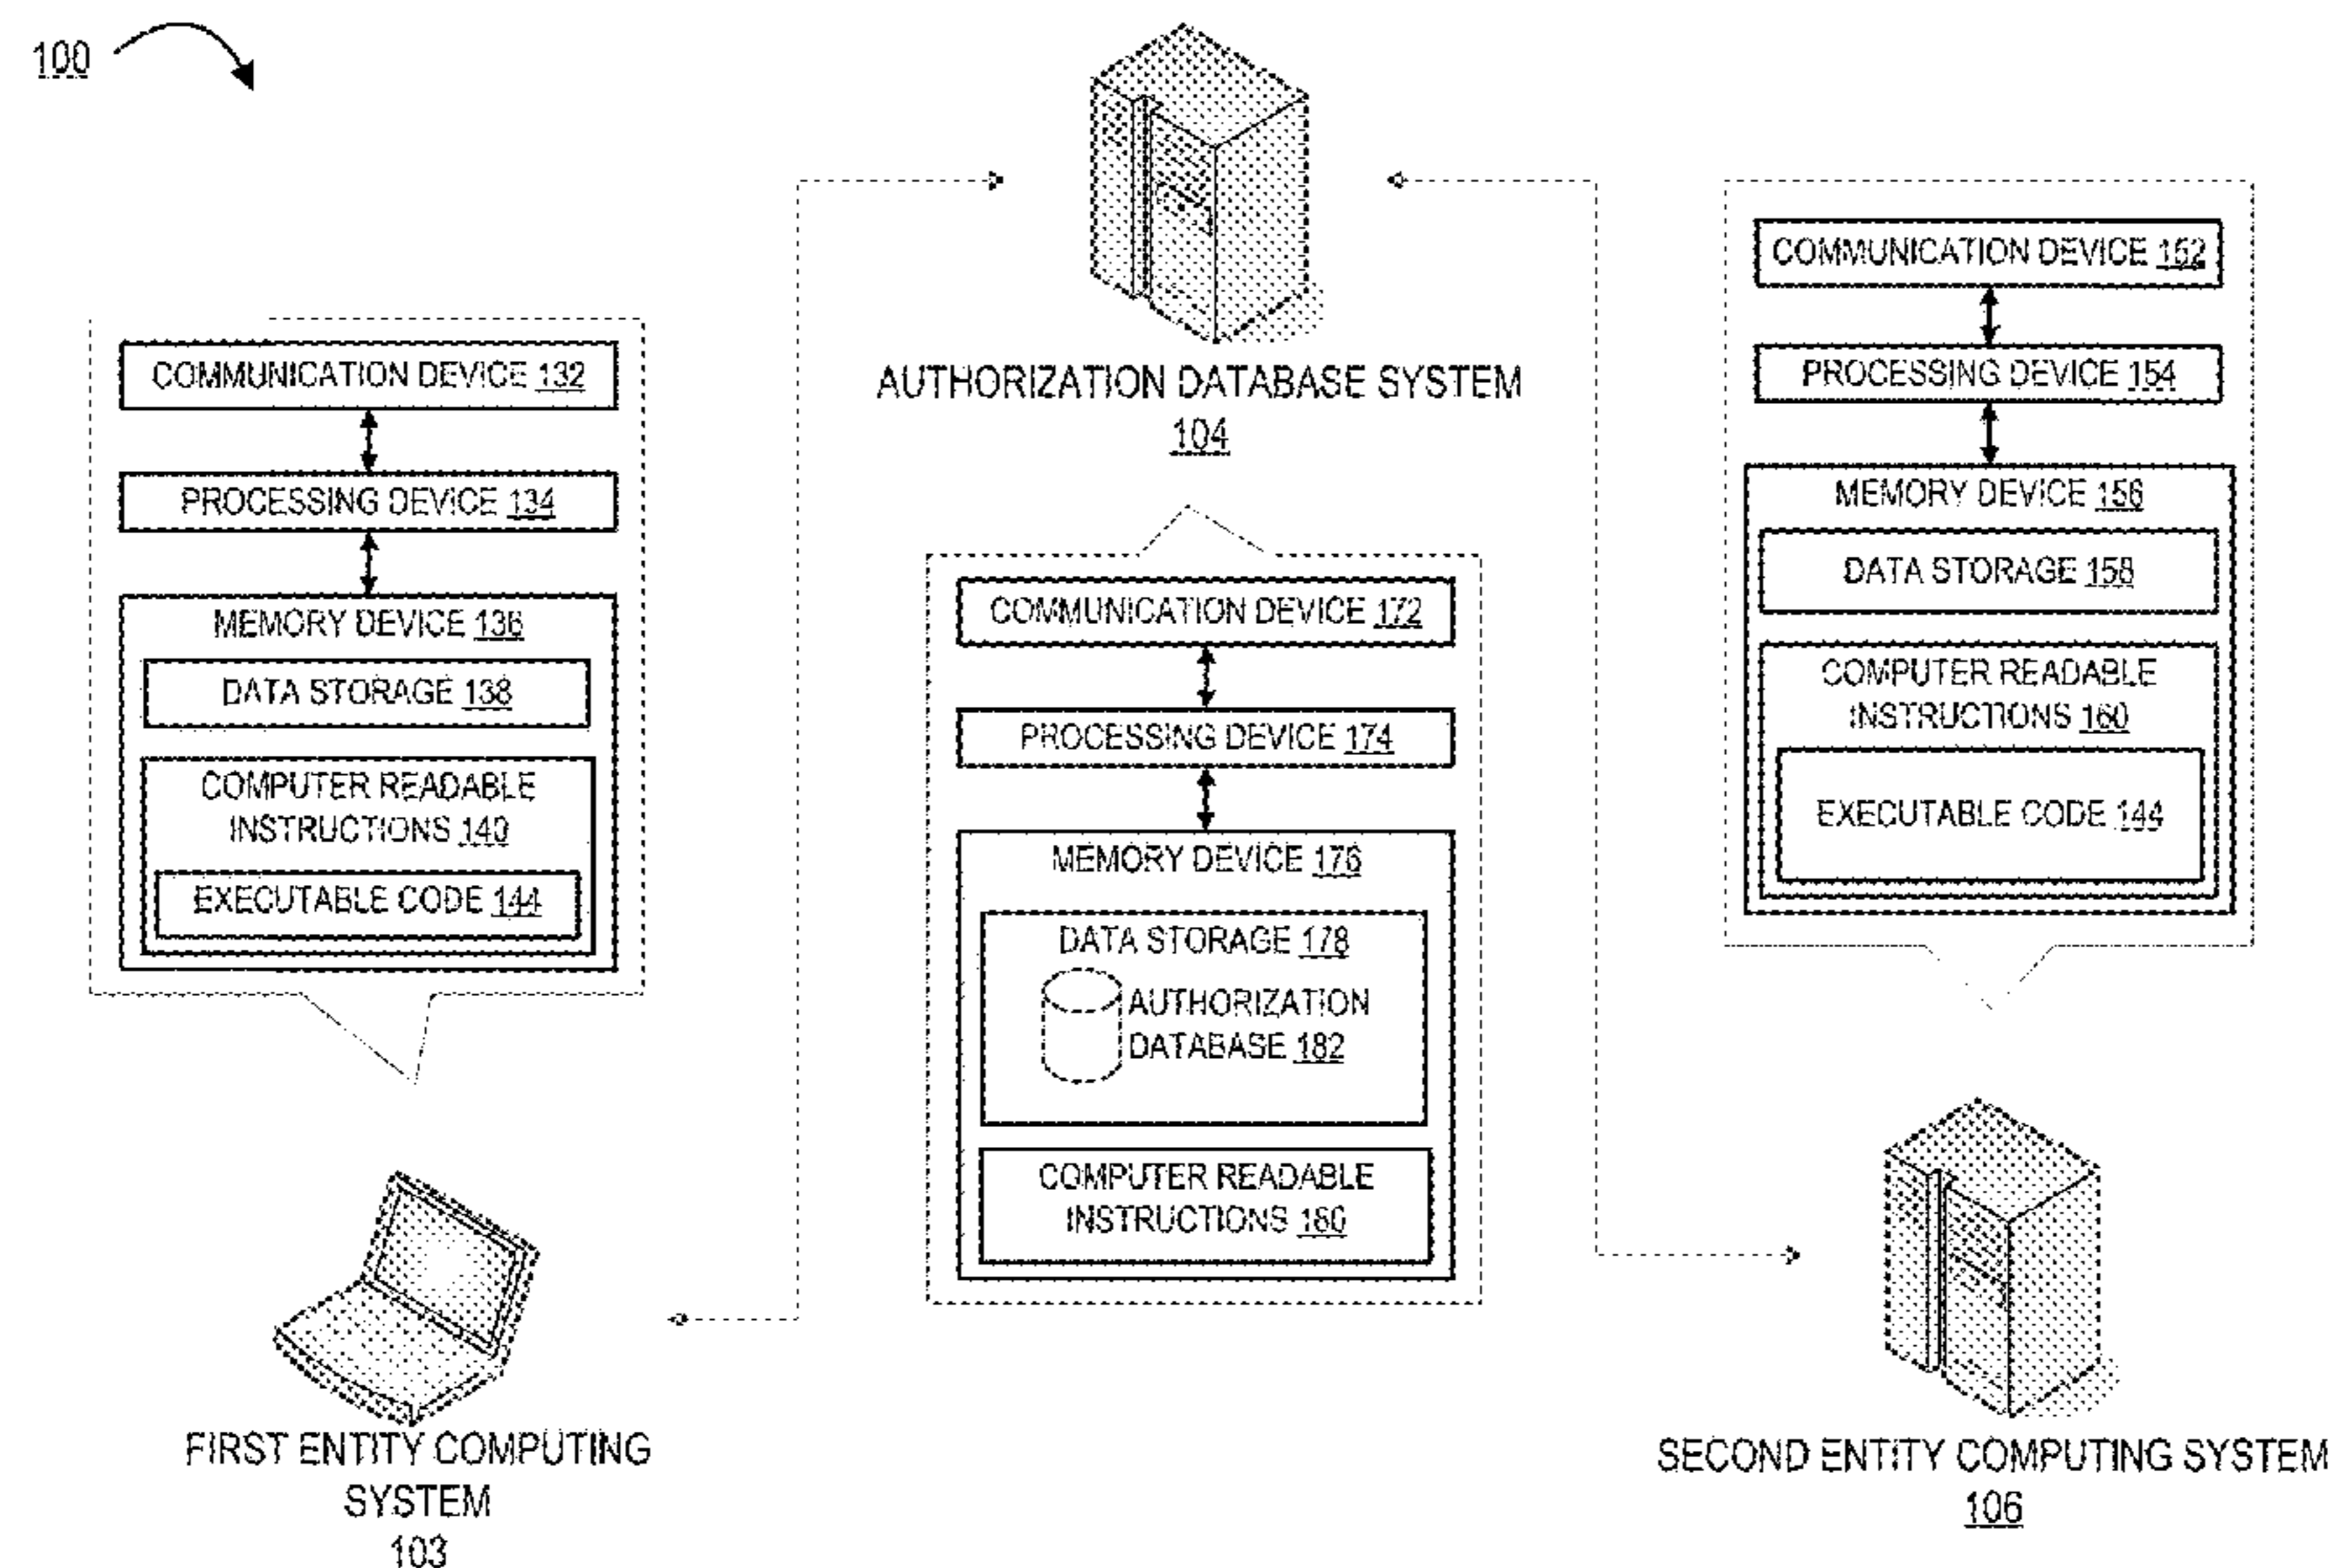 100
COMMUNICATION DEVICE 132
PROCESSING DEVICE 134
MEMORY DEVICE 136
DATA STORAGE 138
COMPUTER READABLE
INSTRUCTIONS 140
EXECUTABLE CODE 144
FIRST ENTITY COMPUTING
SYSTEM
103
AUTHORIZATION DATABASE SYSTEM
104
COMMUNICATION DEVICE 172
PROCESSING DEVICE 174
MEMORY DEVICE 176
DATA STORAGE 178
AUTHORIZATION
DATABASE 182
COMPUTER READABLE
INSTRUCTIONS 180
COMMUNICATION DEVICE 152
PROCESSING DEVICE 154
MEMORY DEVICE 156
DATA STORAGE 158
COMPUTER READABLE
INSTRUCTIONS 160
EXECUTABLE CODE 144
SECOND ENTITY COMPUTING SYSTEM
106